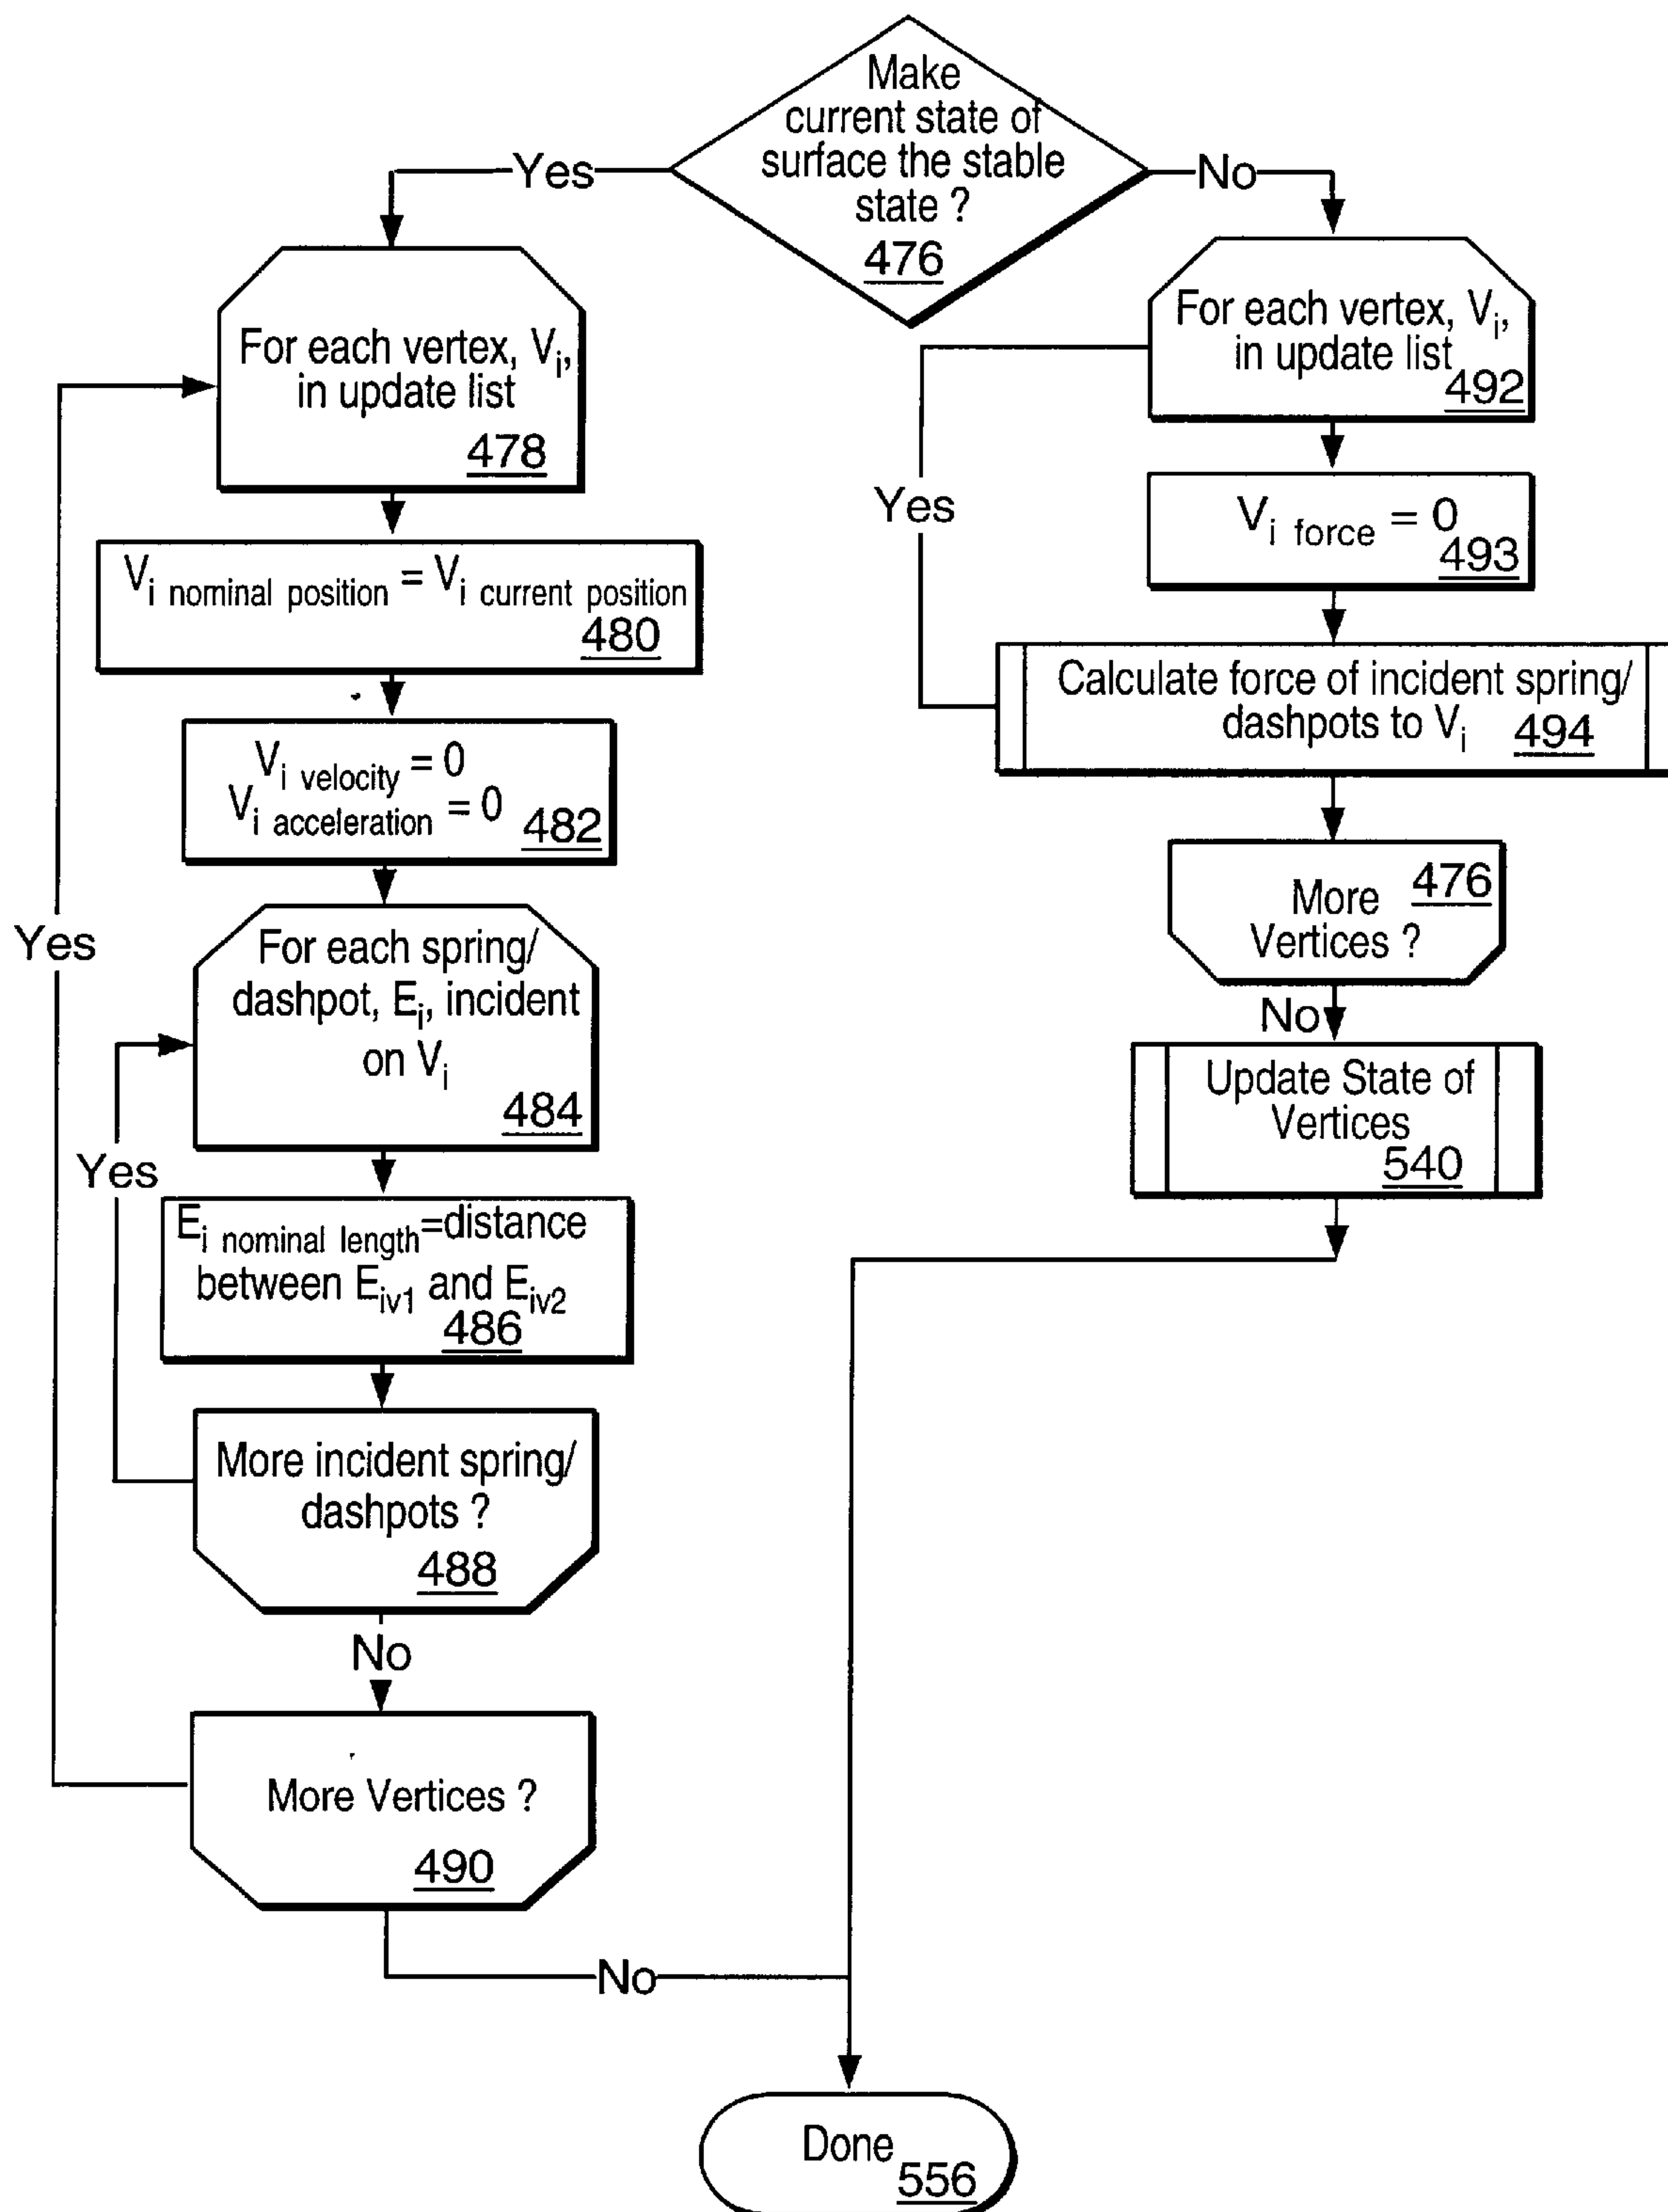 Make
current state of
surface the stable
state ?
476
Yes
No
For each vertex, Vi,
in update list
478
Vi nominal position = Vi current position
480
Vi velocity = 0
Vi acceleration = 0
482
For each spring/
dashpot, Ei, incident
on Vi
484
Yes
Yes
Ei nominal length=distance
between Eiv1 and Eiv2
486
More incident spring/
dashpots ?
488
No
More Vertices ?
490
No
For each vertex, Vi,
in update list
492
Yes
Vi force = 0
493
Calculate force of incident spring/
dashpots to Vi 494
476
More
Vertices ?
No
Update State of
Vertices
540
Done
556